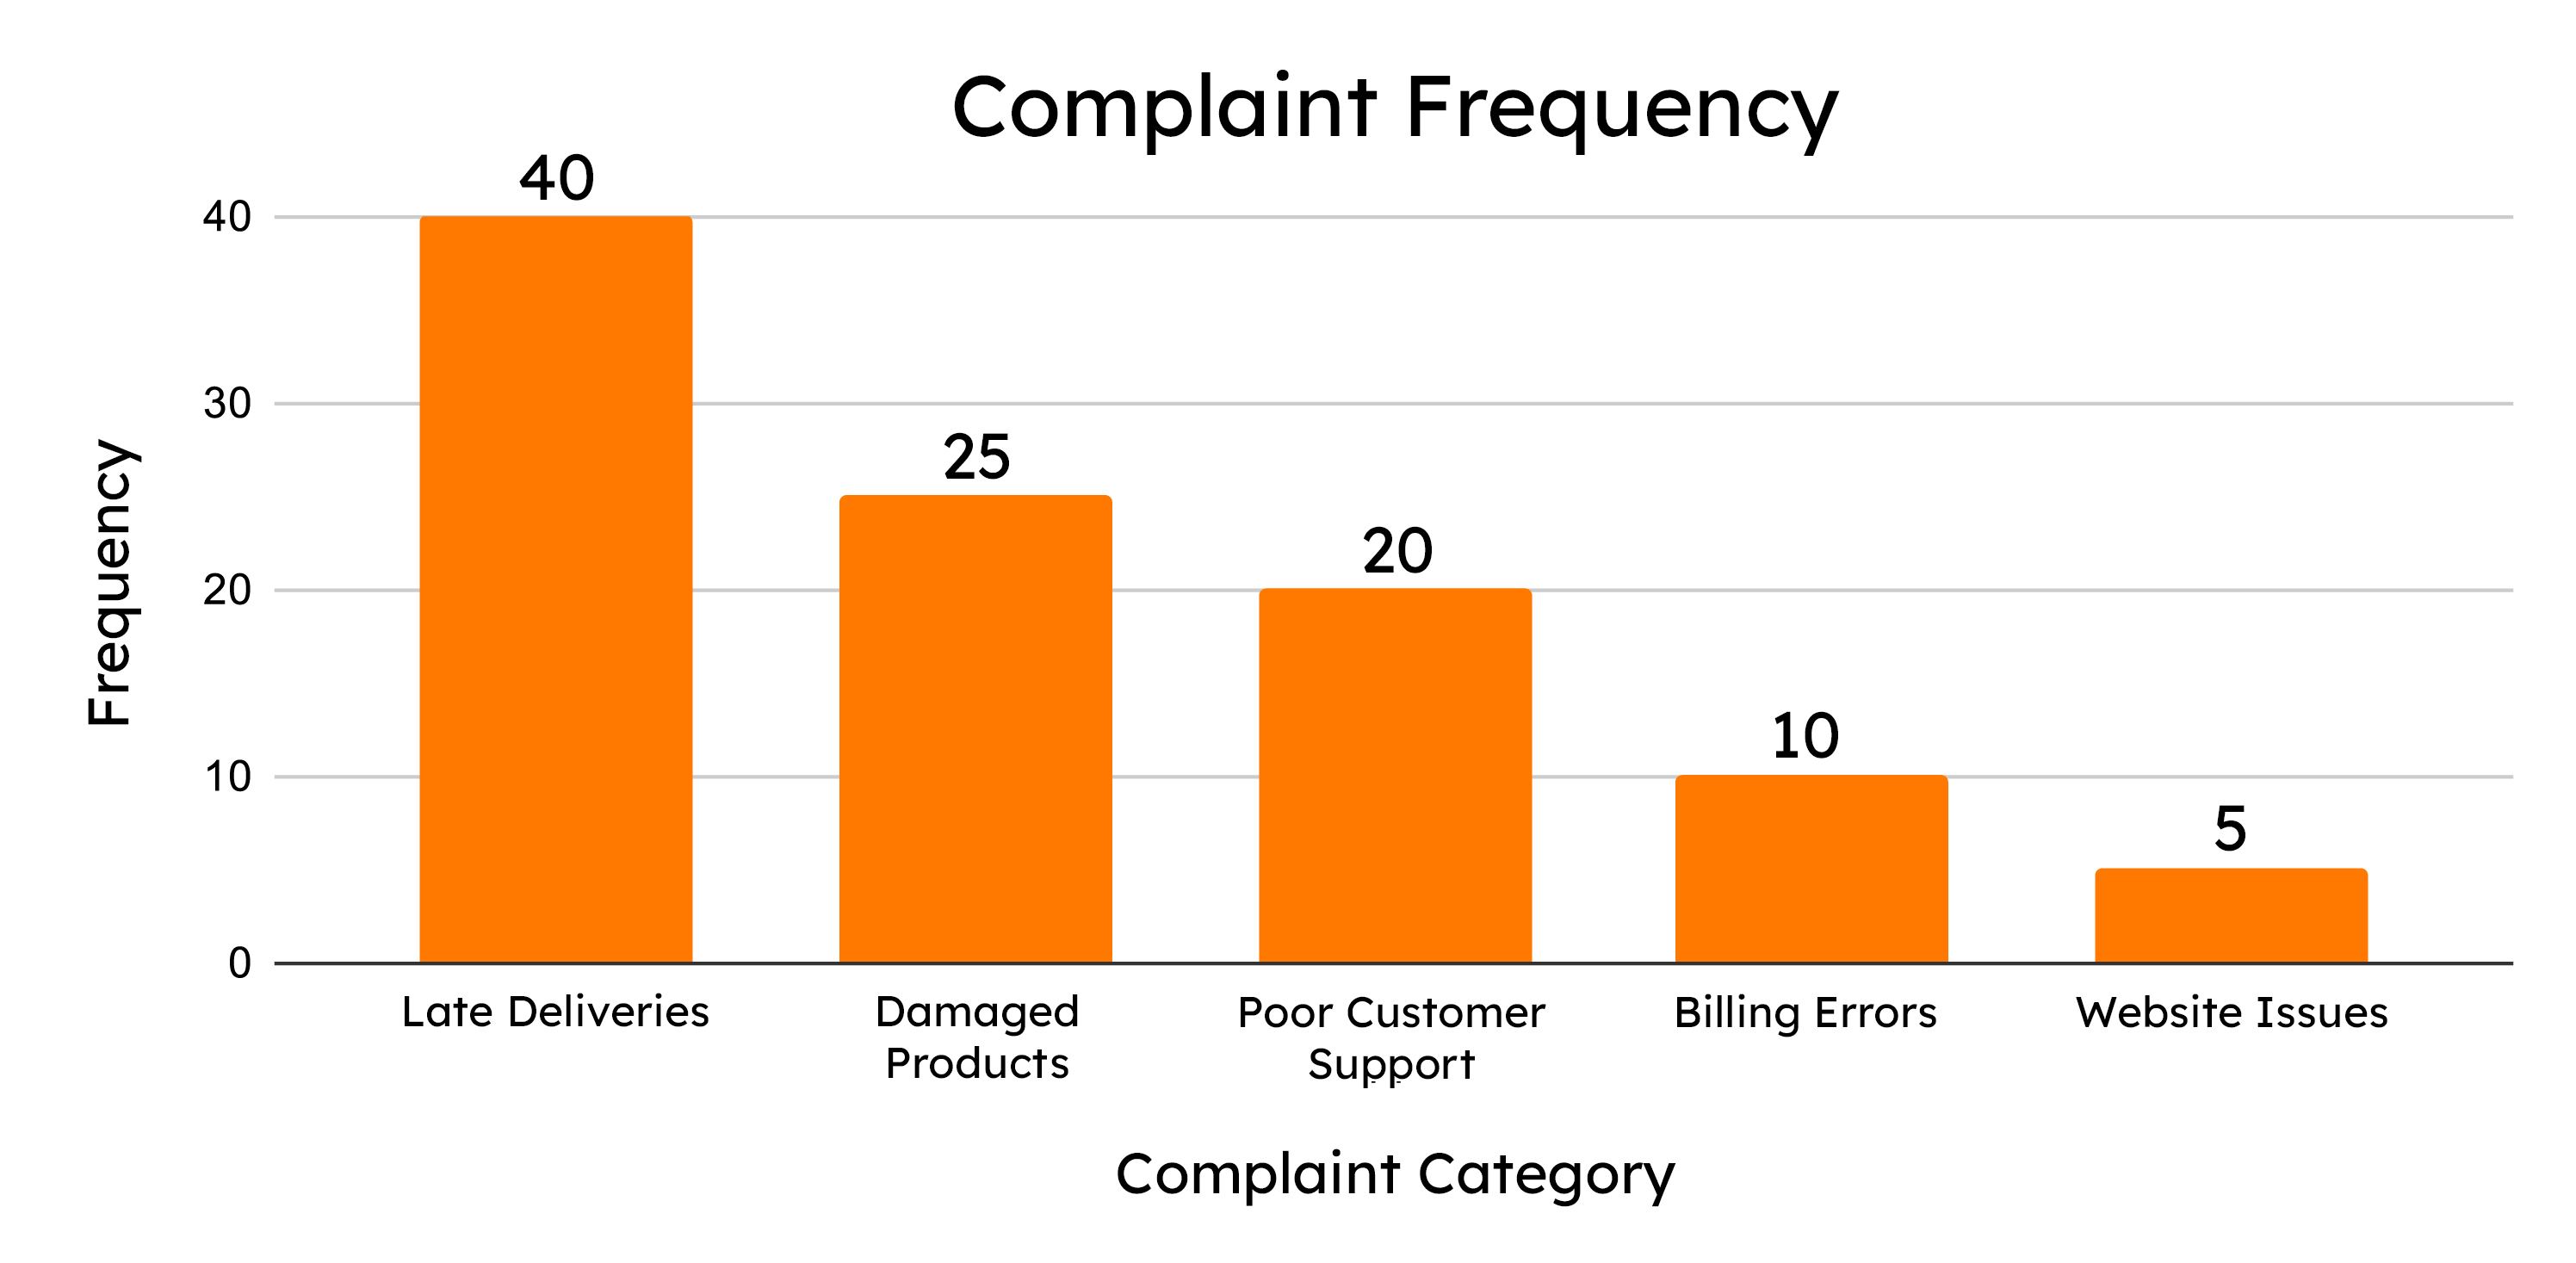 Complaint Frequency
40
25
20
10
5
40
30
20
10
0
Frequency
Late Deliveries
Damaged
Products
Poor Customer
Support
Billing Errors
Website Issues
Complaint Category